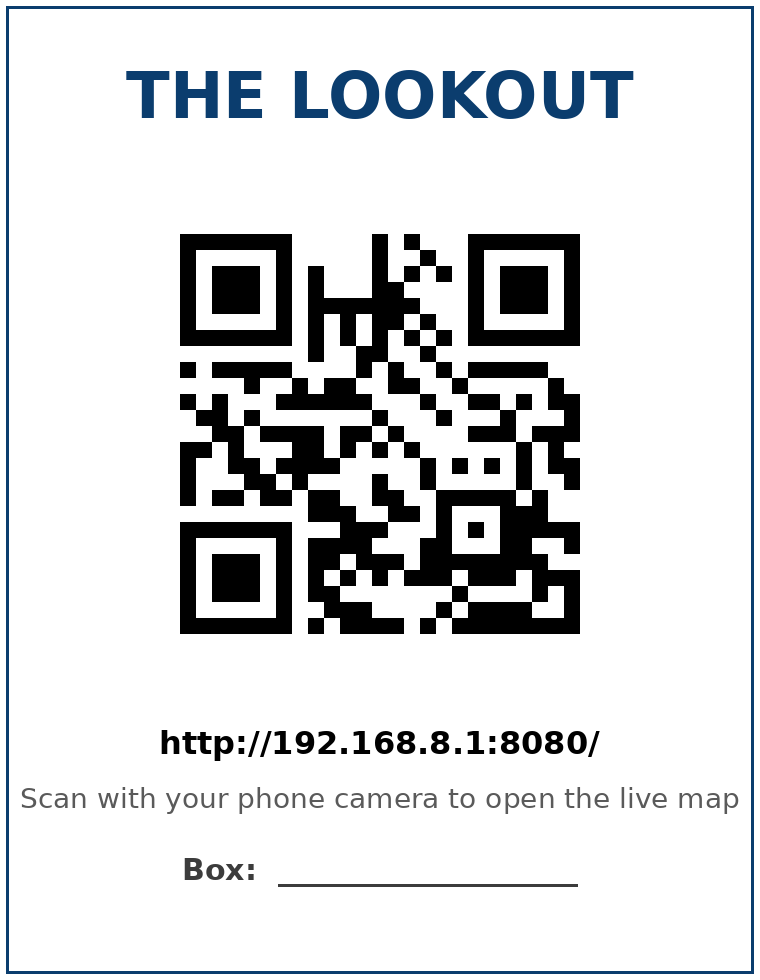 THE LOOKOUT
http://192.168.8.1:8080/
Scan with your phone camera to open the live map
Box: